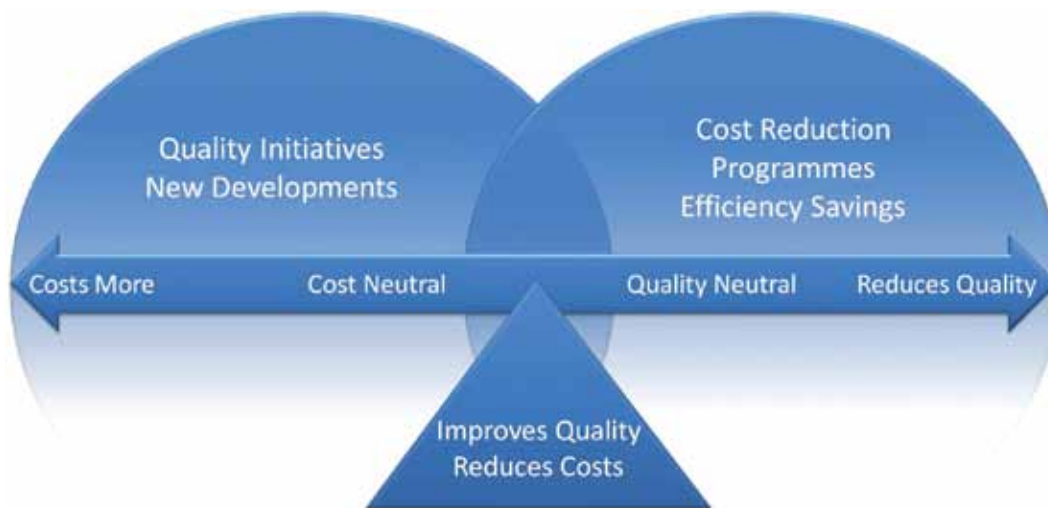 Quality Initiatives
New Developments
Cost Reduction
Programmes
Efficiency Savings
Costs More
Cost Neutral
Quality Neutral
Reduces Quality
Improves Quality
Reduces Costs